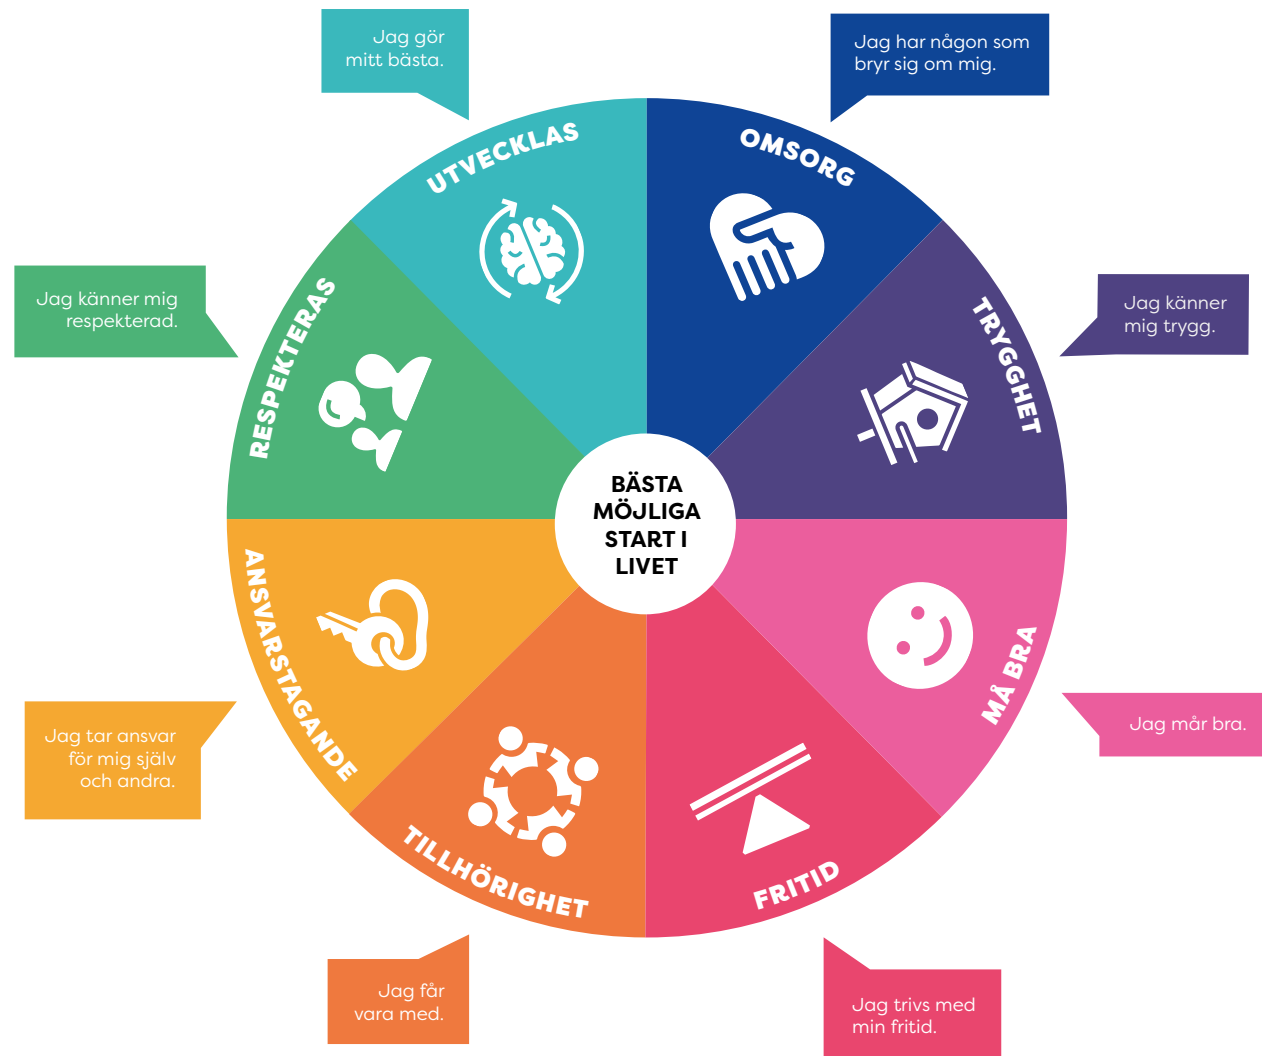 Jag gör
mitt bästa.
Jag har någon som
bryr sig om mig.
UTVECKLAS
OMSORG
Jag känner mig
respekterad.
RESPEKTERAS
TRYGGHET
Jag känner
mig trygg.
BÄSTA
MÖJLIGA
START I
LIVET
ANSVARSTAGANDE
MÅ BRA
Jag tar ansvar
för mig själv
och andra.
Jag mår bra.
TILLHÖRIGHET
FRITID
Jag får
vara med.
Jag trivs med
min fritid.